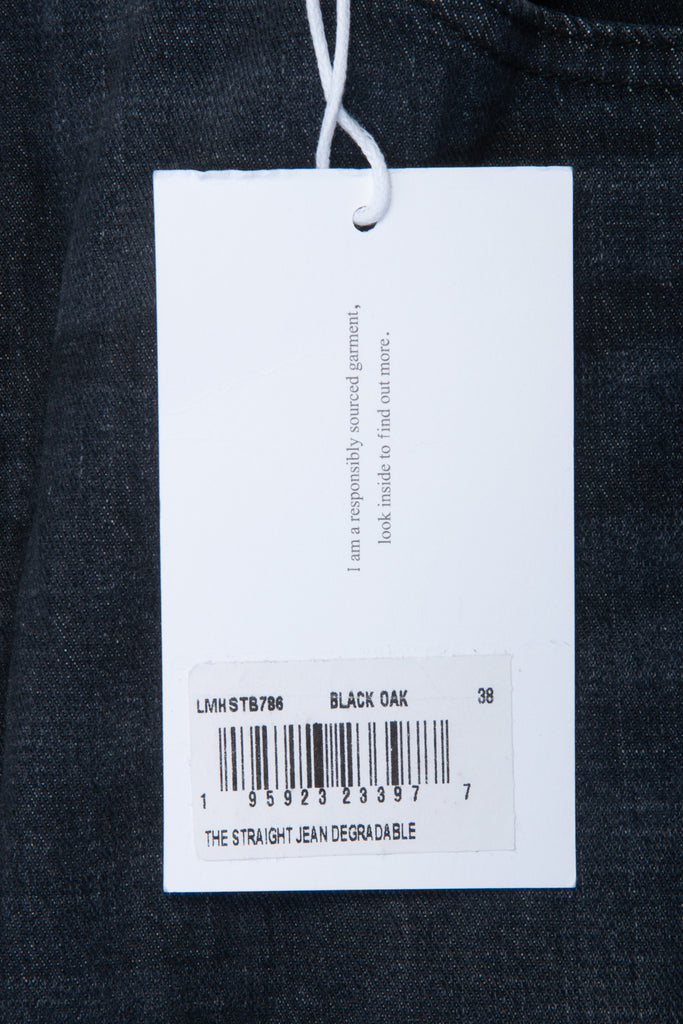 I am a responsibly sourced garment,
look inside to find out more.
LMHSTB786 BLACK OAK 38
1 95923 23397 7
THE STRAIGHT JEAN DEGRADABLE